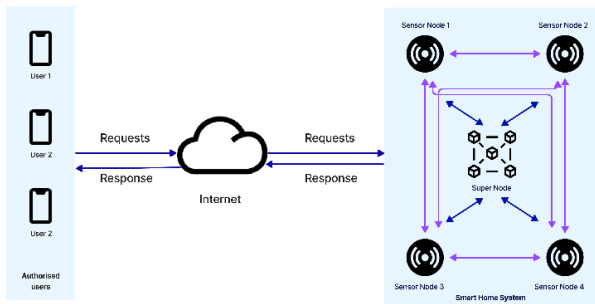 Sensor Node 1
Sensor Node 2
User 1
User 2
User 2
Authorised
users
Requests
Response
Internet
Requests
Response
Super Node
Sensor Node 3
Sensor Node 4
Smart Home System